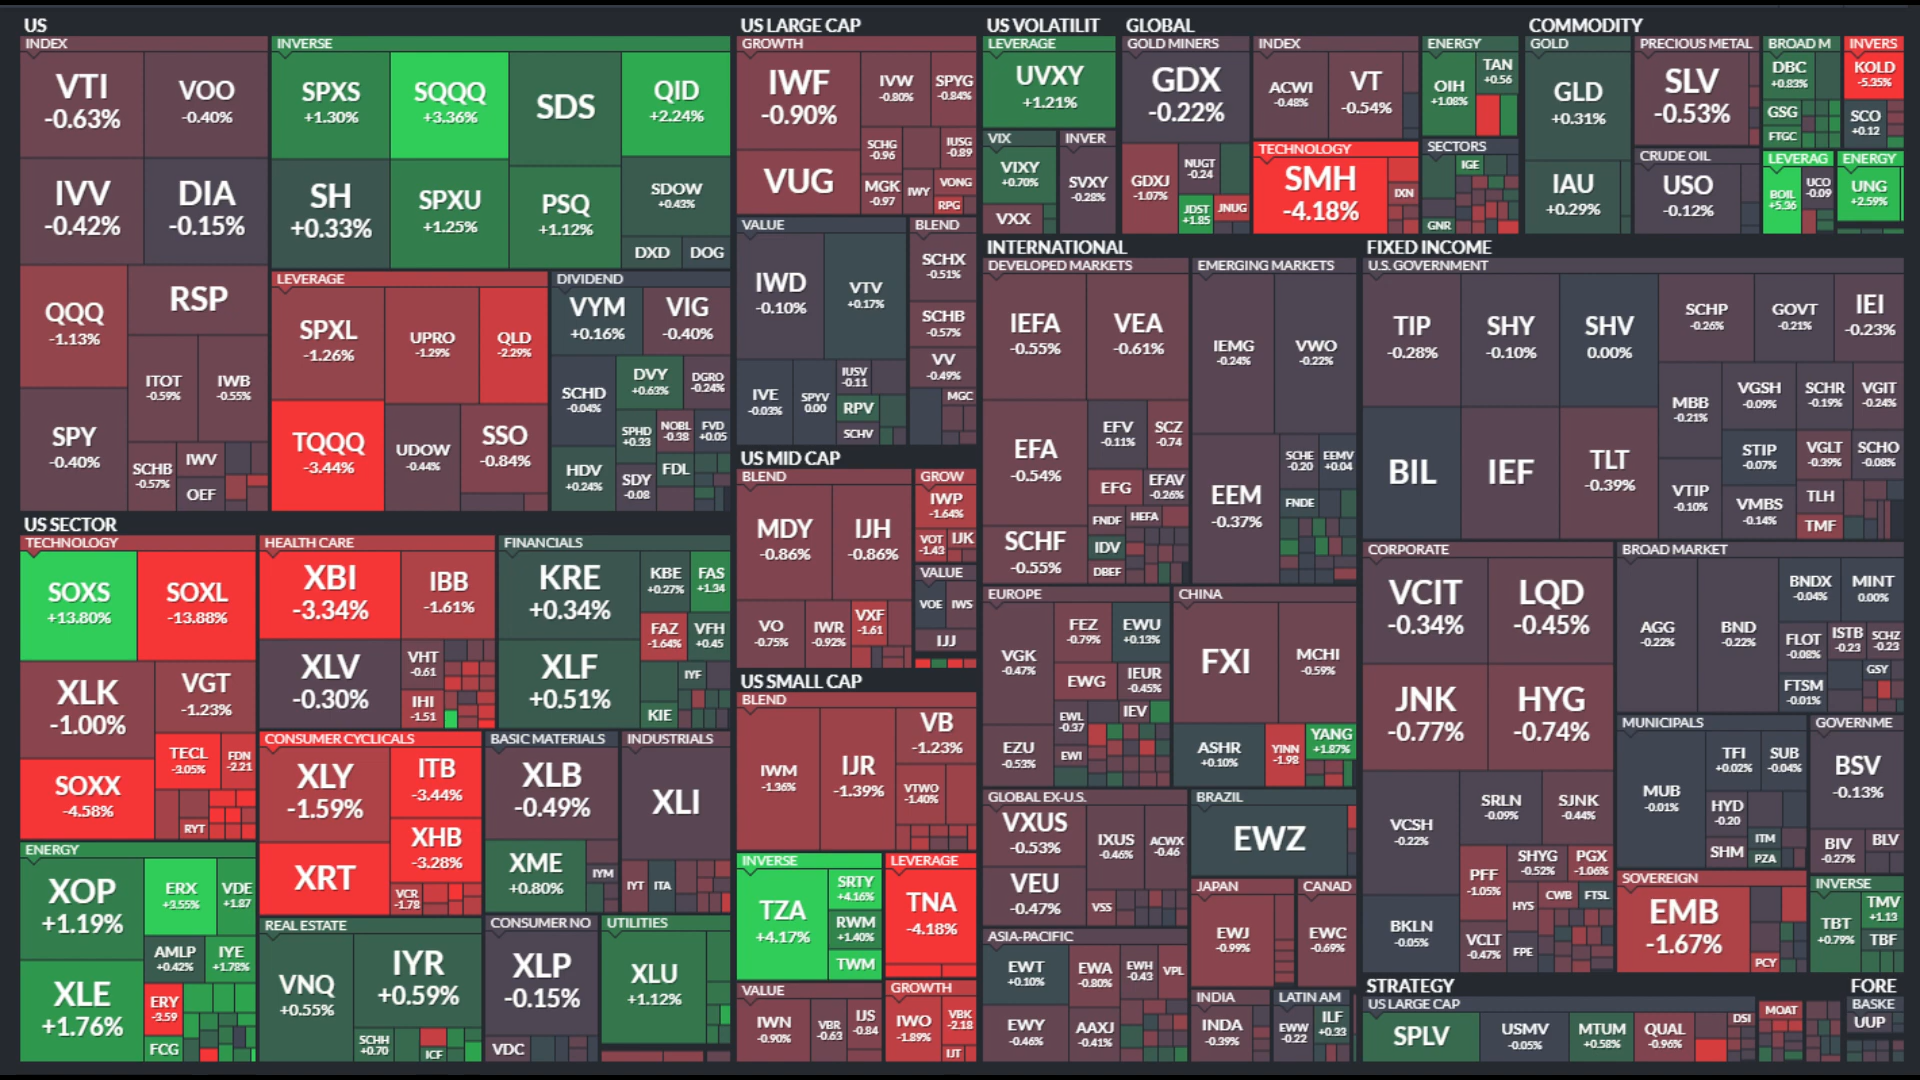 US
INDEX
VTI
-0.63%
VOO
-0.40%
IVV
-0.42%
DIA
-0.15%
QQQ
-1.13%
RSP
ITOT
-0.59%
IWB
-0.55%
SPY
-0.40%
SCHB
-0.57%
IWV
OEF
INVERSE
SPXS
+1.30%
SQQQ
+3.36%
SDS
QID
+2.24%
SH
+0.33%
SPXU
+1.25%
PSQ
+1.12%
SDOW
+0.43%
DXD
DOG
LEVERAGE
SPXL
-1.26%
UPRO
-1.29%
QLD
-2.29%
TQQQ
-3.44%
UDOW
-0.44%
SSO
-0.84%
DIVIDEND
VYM
+0.16%
VIG
-0.40%
SCHD
-0.04%
DVY
+0.63%
DGRO
-0.24%
SPHD
+0.33
NOBL
-0.38
FVD
+0.05
HDV
+0.24%
SDY
-0.08
FDL
US SECTOR
TECHNOLOGY
SOXS
+13.80%
SOXL
-13.88%
XLK
-1.00%
VGT
-1.23%
TECL
-3.05%
FDN
-2.21
SOXX
-4.58%
RYT
HEALTH CARE
XBI
-3.34%
IBB
-1.61%
XLV
-0.30%
VHT
-0.61
IHI
-1.51
FINANCIALS
KRE
+0.34%
KBE
+0.27%
FAS
+1.34
FAZ
-1.64%
VFH
+0.45
XLF
+0.51%
IYF
KIE
CONSUMER CYCLICALS
XLY
-1.59%
ITB
-3.44%
XHB
-3.28%
XRT
VCR
-1.78
BASIC MATERIALS
XLB
-0.49%
XME
+0.80%
IYM
INDUSTRIALS
XLI
IYT
ITA
ENERGY
XOP
+1.19%
ERX
+3.55%
VDE
+1.87
AMLP
+0.42%
IYE
+1.78%
XLE
+1.76%
ERY
-3.59
FCG
REAL ESTATE
VNQ
+0.55%
IYR
+0.59%
SCHH
+0.70
ICF
CONSUMER NO
XLP
-0.15%
VDC
UTILITIES
XLU
+1.12%
US LARGE CAP
GROWTH
IWF
-0.90%
IVW
-0.80%
SPYG
-0.84%
VUG
SCHG
-0.96
IUSG
-0.89
MGK
-0.97
IWY
VONG
RPG
VALUE
IWD
-0.10%
VTV
+0.17%
IVE
-0.03%
SPYV
0.00
IUSV
-0.11
RPV
SCHV
BLEND
SCHX
-0.51%
SCHB
-0.57%
VV
-0.49%
MGC
US MID CAP
BLEND
MDY
-0.86%
IJH
-0.86%
VO
-0.75%
IWR
-0.92%
VXF
-1.61
GROW
IWP
-1.64%
VOT
-1.43
IJK
VALUE
VOE
IWS
IJJ
US SMALL CAP
BLEND
IWM
-1.36%
IJR
-1.39%
VB
-1.23%
VTWO
-1.40%
INVERSE
TZA
+4.17%
SRTY
+4.16%
RWM
+1.40%
TWM
LEVERAGE
TNA
-4.18%
VALUE
IWN
-0.90%
VBR
-0.63
IJS
-0.84
GROWTH
IWO
-1.89%
VBK
-2.18
IJT
US VOLATILIT
LEVERAGE
UVXY
+1.21%
VIX
VIXY
+0.70%
VXX
INVER
SVXY
-0.28%
GLOBAL
GOLD MINERS
GDX
-0.22%
GDXJ
-1.07%
NUGT
-0.24
JDST
+1.85
JNUG
INDEX
ACWI
-0.48%
VT
-0.54%
TECHNOLOGY
SMH
-4.18%
IXN
ENERGY
OIH
+1.08%
TAN
+0.56
SECTORS
IGE
GNR
COMMODITY
GOLD
GLD
+0.31%
IAU
+0.29%
PRECIOUS METAL
SLV
-0.53%
CRUDE OIL
USO
-0.12%
BROAD M
DBC
+0.83%
GSG
FTGC
INVERS
KOLD
-5.35%
SCO
+0.12
LEVERAG
BOIL
+5.36
UCO
-0.09
ENERGY
UNG
+2.59%
INTERNATIONAL
DEVELOPED MARKETS
IEFA
-0.55%
VEA
-0.61%
EFA
-0.54%
EFV
-0.11%
SCZ
-0.74
EFG
EFAV
-0.26%
FNDF
HEFA
SCHF
-0.55%
IDV
DBEF
EMERGING MARKETS
IEMG
-0.24%
VWO
-0.22%
EEM
-0.37%
SCHE
-0.20
EEMV
+0.04
FNDE
EUROPE
VGK
-0.47%
FEZ
-0.79%
EWU
+0.13%
EWG
IEUR
-0.45%
EWL
-0.37
IEV
EZU
-0.53%
EWI
CHINA
FXI
MCHI
-0.59%
ASHR
+0.10%
YINN
-1.98
YANG
+1.87%
GLOBAL EX-U.S.
VXUS
-0.53%
IXUS
-0.46%
ACWX
-0.46
VEU
-0.47%
VSS
BRAZIL
EWZ
JAPAN
EWJ
-0.99%
CANAD
EWC
-0.69%
ASIA-PACIFIC
EWT
+0.10%
EWA
-0.80%
EWH
-0.43
VPL
EWY
-0.46%
AAXJ
-0.41%
INDIA
INDA
-0.39%
LATIN AM
EWW
-0.22
ILF
+0.33
FIXED INCOME
U.S. GOVERNMENT
TIP
-0.28%
SHY
-0.10%
SHV
0.00%
SCHP
-0.26%
GOVT
-0.21%
IEI
-0.23%
BIL
IEF
TLT
-0.39%
MBB
-0.21%
VGSH
-0.09%
SCHR
-0.19%
VGIT
-0.24%
STIP
-0.07%
VGLT
-0.39%
SCHO
-0.08%
VTIP
-0.10%
VMBS
-0.14%
TLH
TMF
CORPORATE
VCIT
-0.34%
LQD
-0.45%
JNK
-0.77%
HYG
-0.74%
VCSH
-0.22%
SRLN
-0.09%
SJNK
-0.44%
PFF
-1.05%
SHYG
-0.52%
PGX
-1.06%
HYS
CWB
FTSL
BKLN
-0.05%
VCLT
-0.47%
FPE
BROAD MARKET
AGG
-0.22%
BND
-0.22%
BNDX
-0.04%
MINT
0.00%
FLOT
-0.08%
ISTB
-0.23
SCHZ
-0.23
FTSM
-0.01%
GSY
MUNICIPALS
MUB
-0.01%
TFI
+0.02%
SUB
-0.04%
HYD
-0.20
ITM
SHM
PZA
GOVERNME
BSV
-0.13%
BIV
-0.27%
BLV
SOVEREIGN
EMB
-1.67%
PCY
INVERSE
TBT
+0.79%
TMV
+1.13
TBF
STRATEGY
US LARGE CAP
SPLV
USMV
-0.05%
MTUM
+0.58%
QUAL
-0.96%
DSI
MOAT
FORE
BASKE
UUP